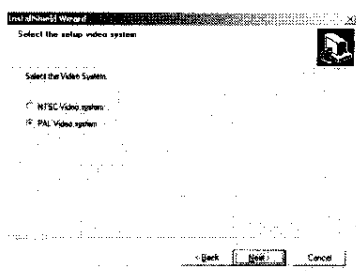 InstallShield Wizard
Select the setup video system
Select the Video System.
NTSC Video system
PAL Video system
< Back
Next >
Cancel